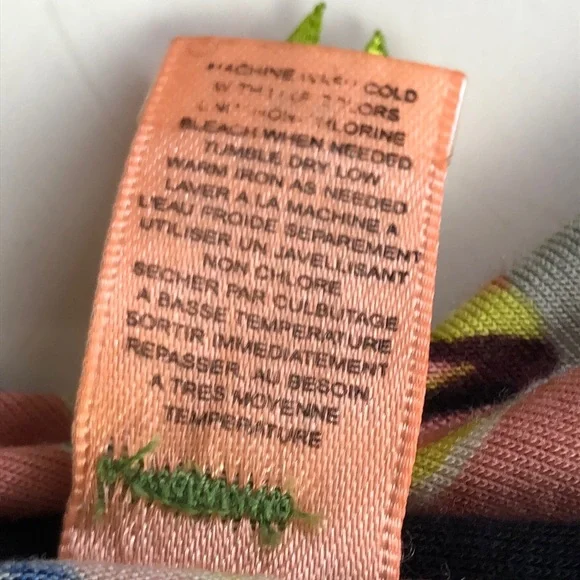 MACHINE WASH COLD
WITH LIKE COLORS
ONLY NON-CHLORINE
BLEACH WHEN NEEDED
TUMBLE DRY LOW
WARM IRON AS NEEDED
LAVER A LA MACHINE A
L'EAU FROIDE SEPAREMENT
UTILISER UN JAVELLISANT
NON CHLORE
SECHER PAR CULBUTAGE
A BASSE TEMPERATURE
SORTIR IMMEDIATEMENT
REPASSER, AU BESOIN
A TRES MOYENNE
TEMPERATURE